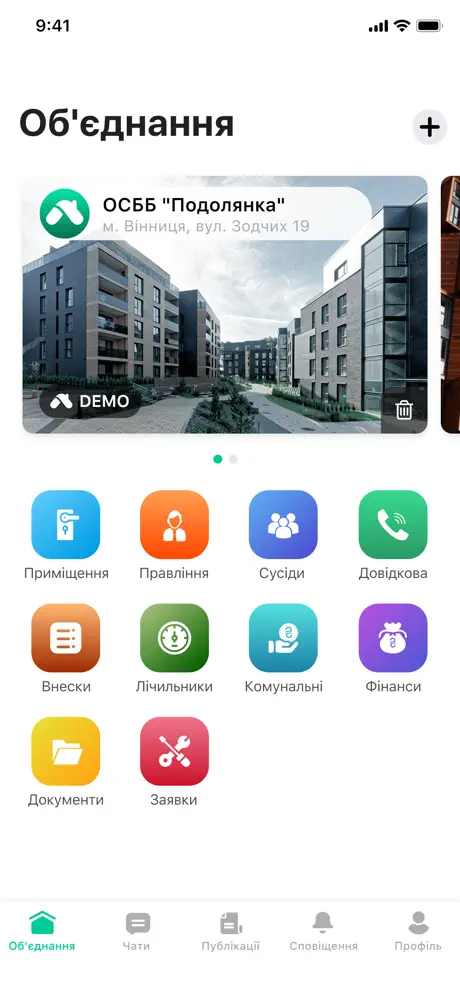 9:41
Об'єднання
ОСББ "Подолянка"
м. Вінниця, вул. Зодчих 19
DEMO
Приміщення
Правління
Сусіди
Довідкова
Внески
Лічильники
Комунальні
Фінанси
Документи
Заявки
Об'єднання
Чати
Публікації
Сповіщення
Профіль